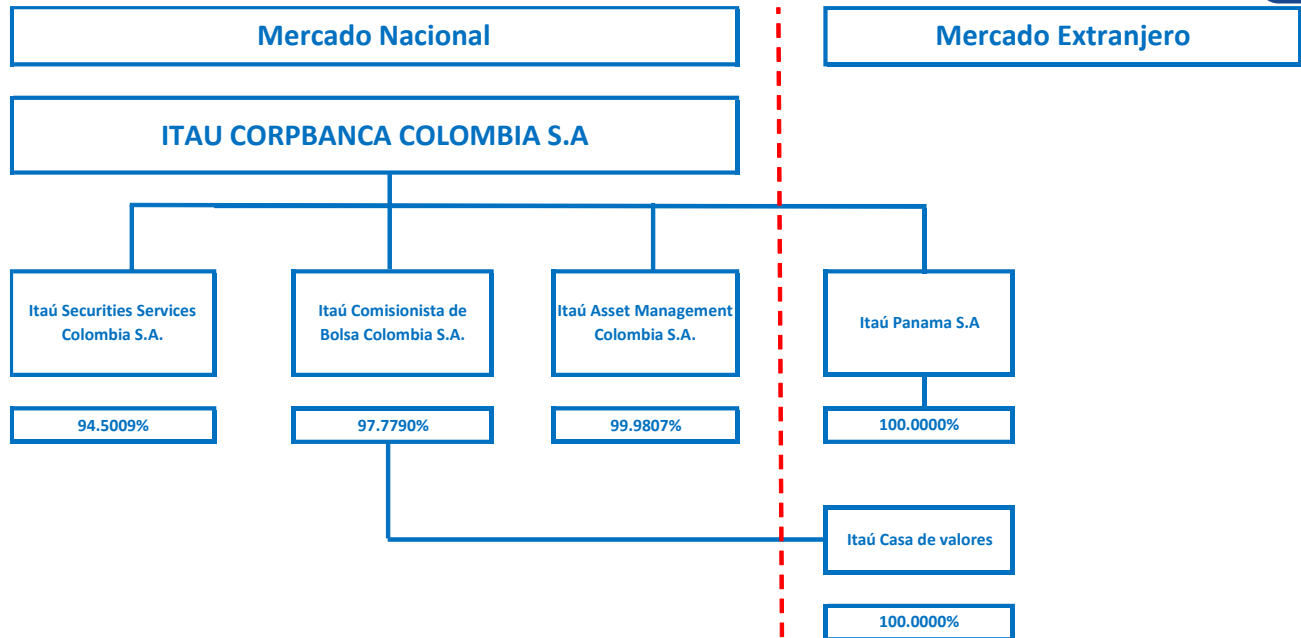 Mercado Nacional
Mercado Extranjero
ITAU CORPBANCA COLOMBIA S.A
Itaú Securities Services
Colombia S.A.
Itaú Comisionista de
Bolsa Colombia S.A.
Itaú Asset Management
Colombia S.A.
Itaú Panama S.A
94.5009%
97.7790%
99.9807%
100.0000%
Itaú Casa de valores
100.0000%